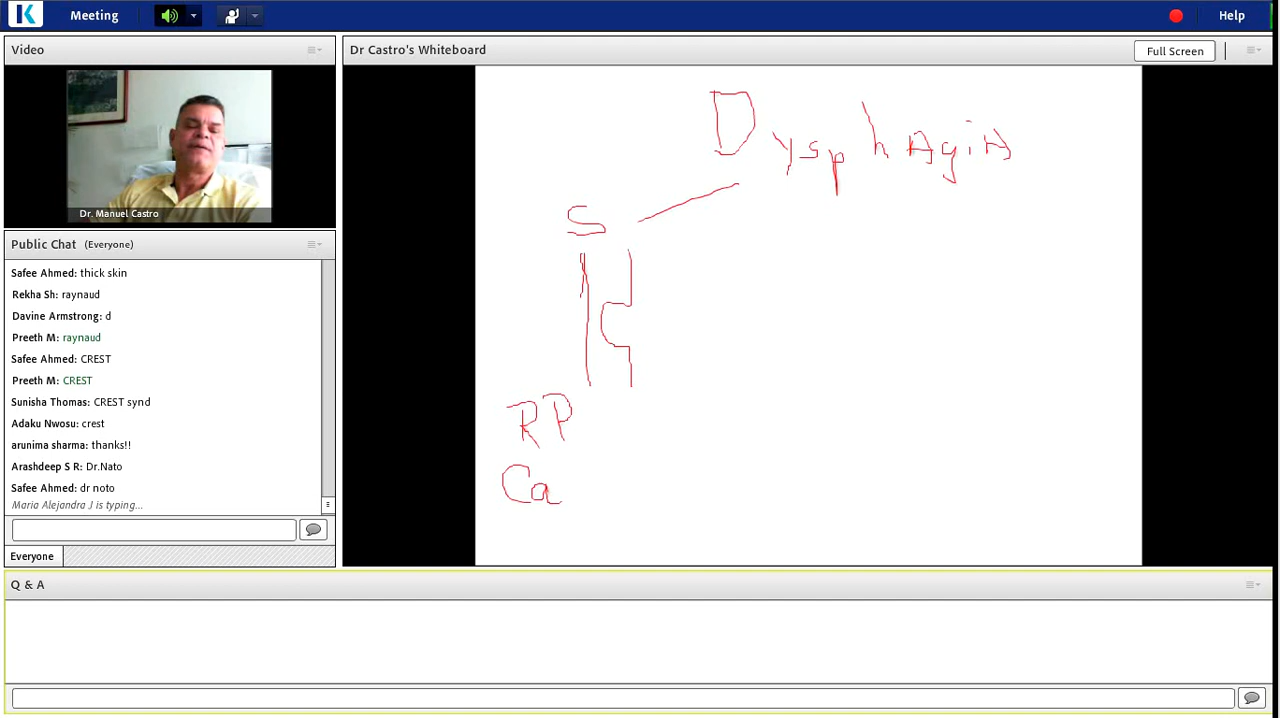 K Meeting Help
Video
Dr. Manuel Castro
Public Chat (Everyone)
Safee Ahmed: thick skin
Rekha Sh: raynaud
Davine Armstrong: d
Preeth M: raynaud
Safee Ahmed: CREST
Preeth M: CREST
Sunisha Thomas: CREST synd
Adaku Nwosu: crest
arunima sharma: thanks!!
Arashdeep S R: Dr.Nato
Safee Ahmed: dr noto
Maria Alejandra J is typing...
Everyone
Dr Castro's Whiteboard Full Screen
DysphAgiA
S
RP
Ca
Q & A